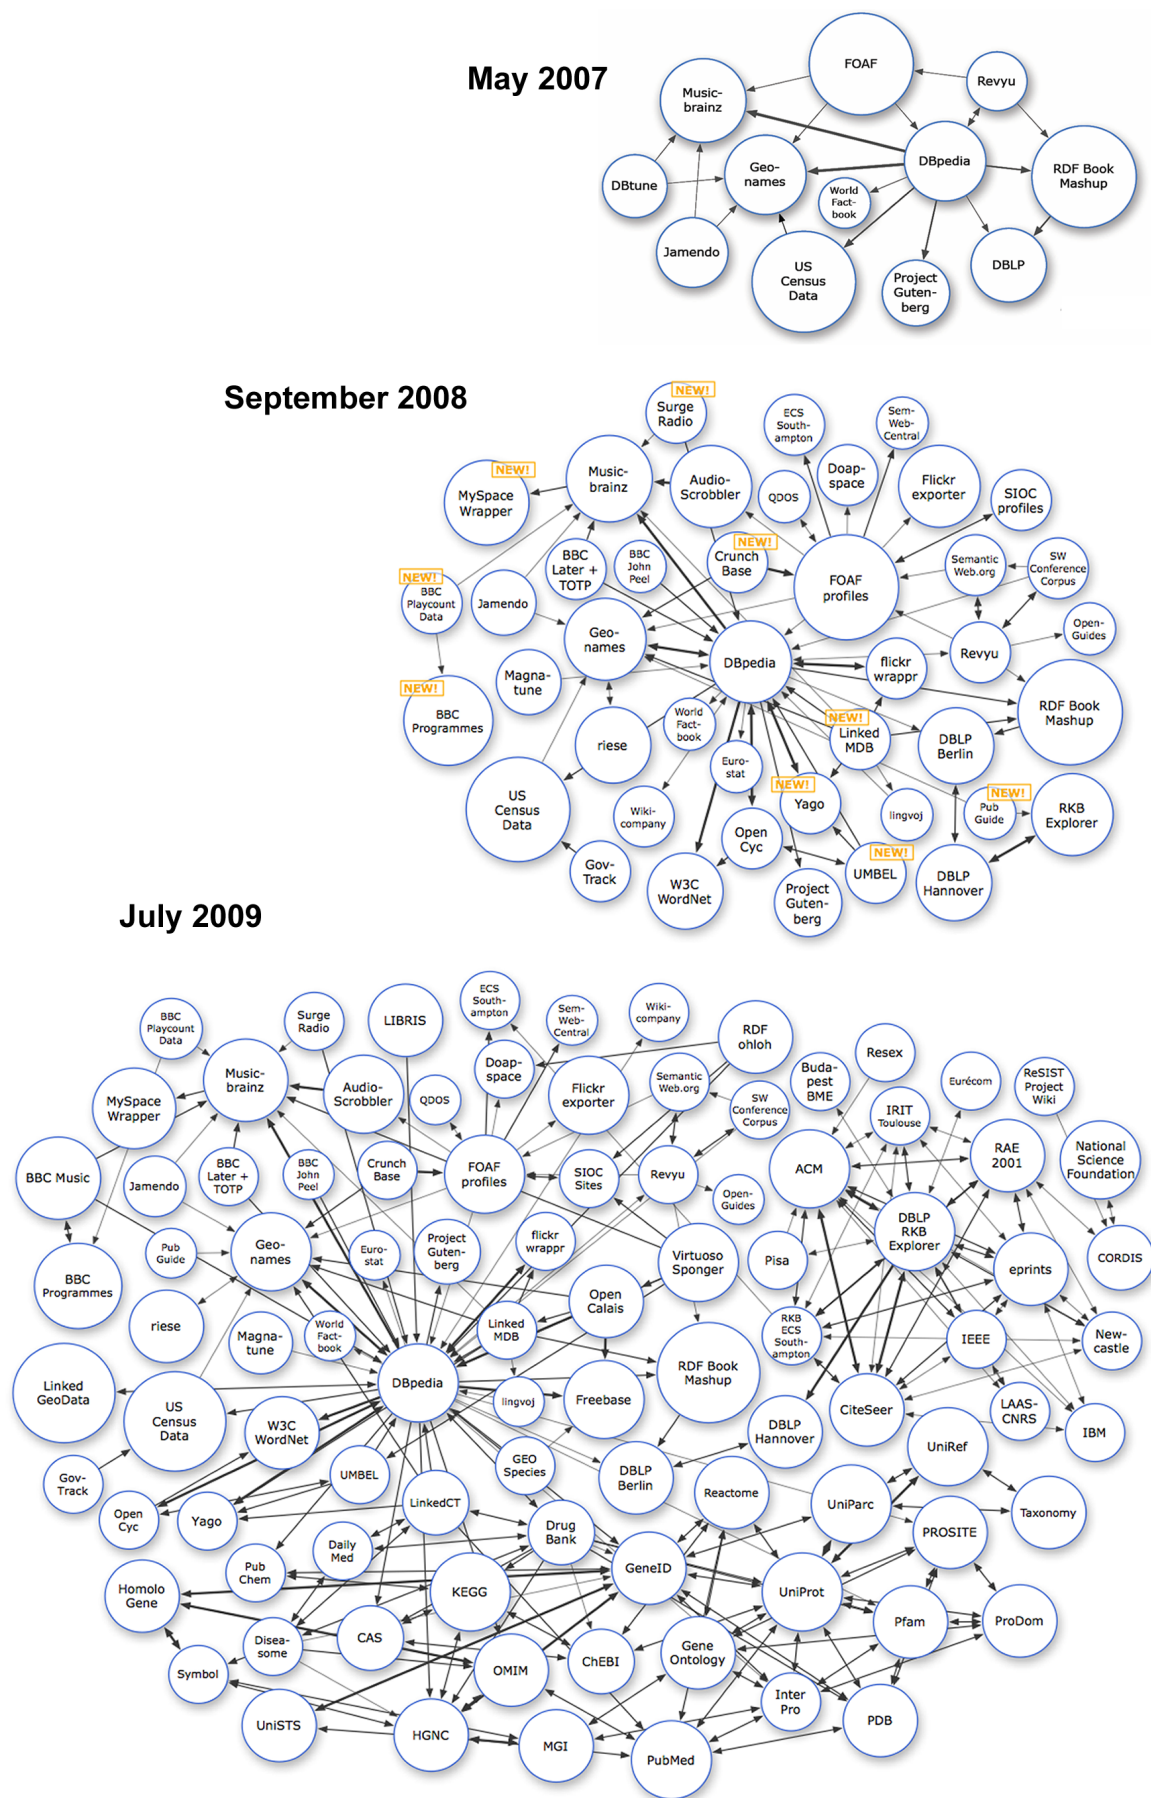 May 2007
FOAF
Music-
brainz
Revyu
Geo-
names
DBpedia
RDF Book
Mashup
DBtune
World
Fact-
book
Jamendo
US
Census
Data
Project
Guten-
berg
DBLP
September 2008
NEW!
Surge
Radio
ECS
South-
ampton
Sem-
Web-
Central
NEW!
MySpace
Wrapper
Music-
brainz
Audio-
Scrobbler
QDOS
Doap-
space
Flickr
exporter
SIOC
profiles
BBC
Later +
TOTP
BBC
John
Peel
NEW!
Crunch
Base
FOAF
profiles
Semantic
Web.org
SW
Conference
Corpus
NEW!
BBC
Playcount
Data
Jamendo
Geo-
names
DBpedia
flickr
wrappr
Revyu
Open-
Guides
Magna-
tune
NEW!
BBC
Programmes
riese
World
Fact-
book
NEW!
Linked
MDB
DBLP
Berlin
RDF Book
Mashup
US
Census
Data
Wiki-
company
Euro-
stat
NEW!
Yago
lingvoj
NEW!
Pub
Guide
RKB
Explorer
Gov-
Track
Open
Cyc
W3C
WordNet
Project
Guten-
berg
NEW!
UMBEL
DBLP
Hannover
July 2009
BBC
Playcount
Data
Surge
Radio
LIBRIS
ECS
South-
ampton
Sem-
Web-
Central
Wiki-
company
RDF
ohloh
Resex
MySpace
Wrapper
Music-
brainz
Audio-
Scrobbler
QDOS
Doap-
space
Flickr
exporter
Semantic
Web.org
SW
Conference
Corpus
Buda-
pest
BME
IRIT
Toulouse
Eurécom
ReSIST
Project
Wiki
BBC Music
Jamendo
BBC
Later +
TOTP
BBC
John
Peel
Crunch
Base
FOAF
profiles
SIOC
Sites
Revyu
Open-
Guides
ACM
RAE
2001
National
Science
Foundation
BBC
Programmes
Pub
Guide
Geo-
names
Euro-
stat
Project
Guten-
berg
flickr
wrappr
Virtuoso
Sponger
Pisa
DBLP
RKB
Explorer
eprints
CORDIS
riese
Magna-
tune
World
Fact-
book
Linked
MDB
Open
Calais
RKB
ECS
South-
ampton
IEEE
New-
castle
Linked
GeoData
US
Census
Data
W3C
WordNet
DBpedia
lingvoj
Freebase
RDF Book
Mashup
DBLP
Hannover
CiteSeer
LAAS-
CNRS
IBM
Gov-
Track
Open
Cyc
Yago
UMBEL
LinkedCT
GEO
Species
DBLP
Berlin
Reactome
UniParc
UniRef
Taxonomy
Homolo
Gene
Pub
Chem
Daily
Med
KEGG
Drug
Bank
GeneID
UniProt
PROSITE
Pfam
ProDom
Symbol
Disea-
some
CAS
OMIM
ChEBI
Gene
Ontology
Inter
Pro
PDB
UniSTS
HGNC
MGI
PubMed